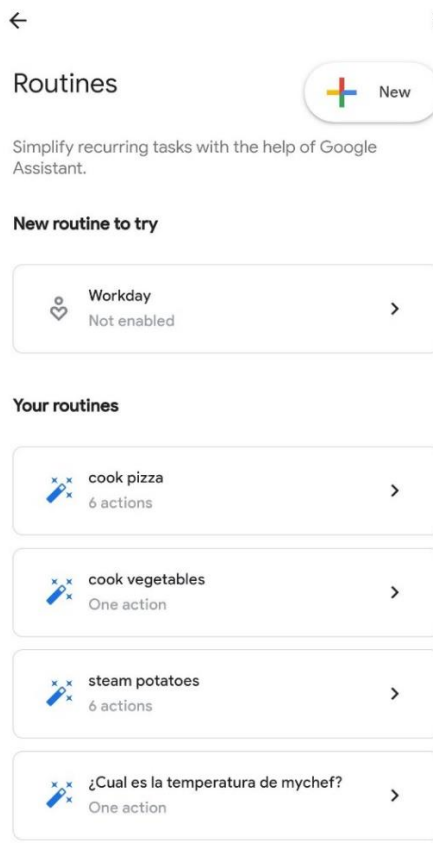 Routines
New
Simplify recurring tasks with the help of Google
Assistant.
New routine to try
Workday
Not enabled
Your routines
cook pizza
6 actions
cook vegetables
One action
steam potatoes
6 actions
¿Cual es la temperatura de mychef?
One action